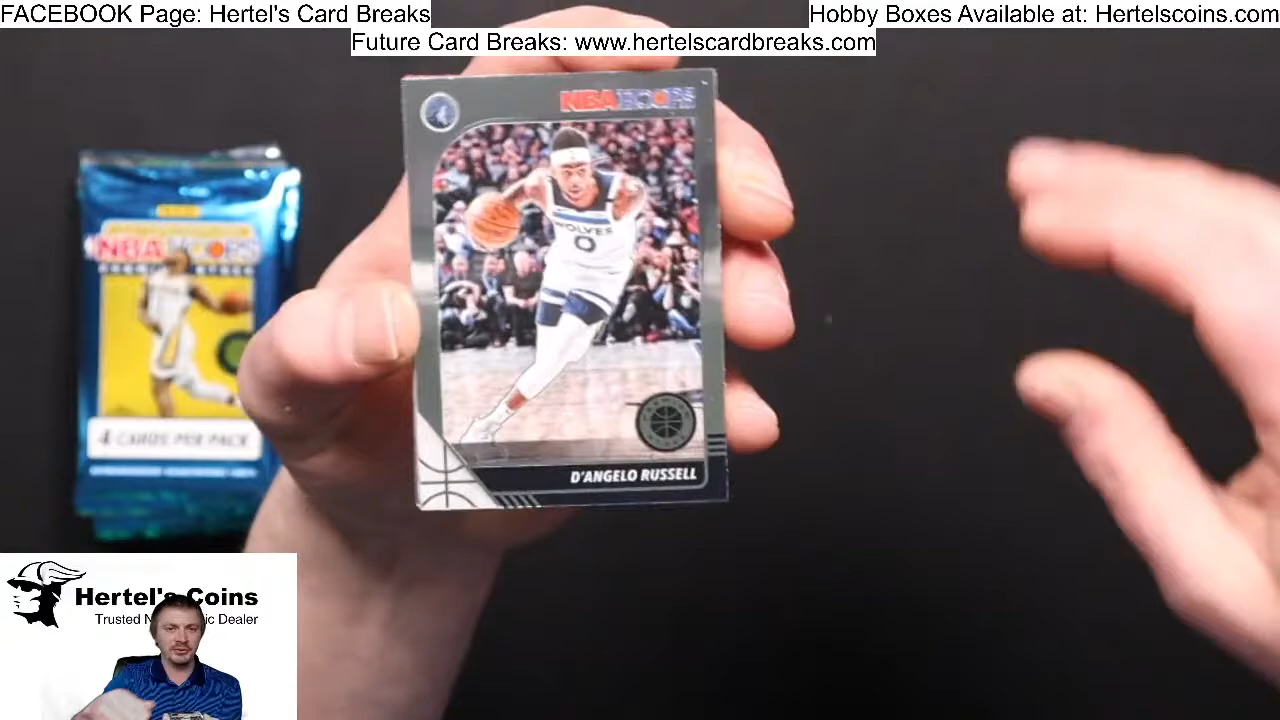 FACEBOOK Page: Hertel's Card Breaks
Hobby Boxes Available at: Hertelscoins.com
Future Card Breaks: www.hertelscardbreaks.com
NBA HOOPS
WOLVES
0
D'ANGELO RUSSELL
NBA HOOPS
4 CARDS PER PACK
Hertel's Coins
Trusted
Dealer